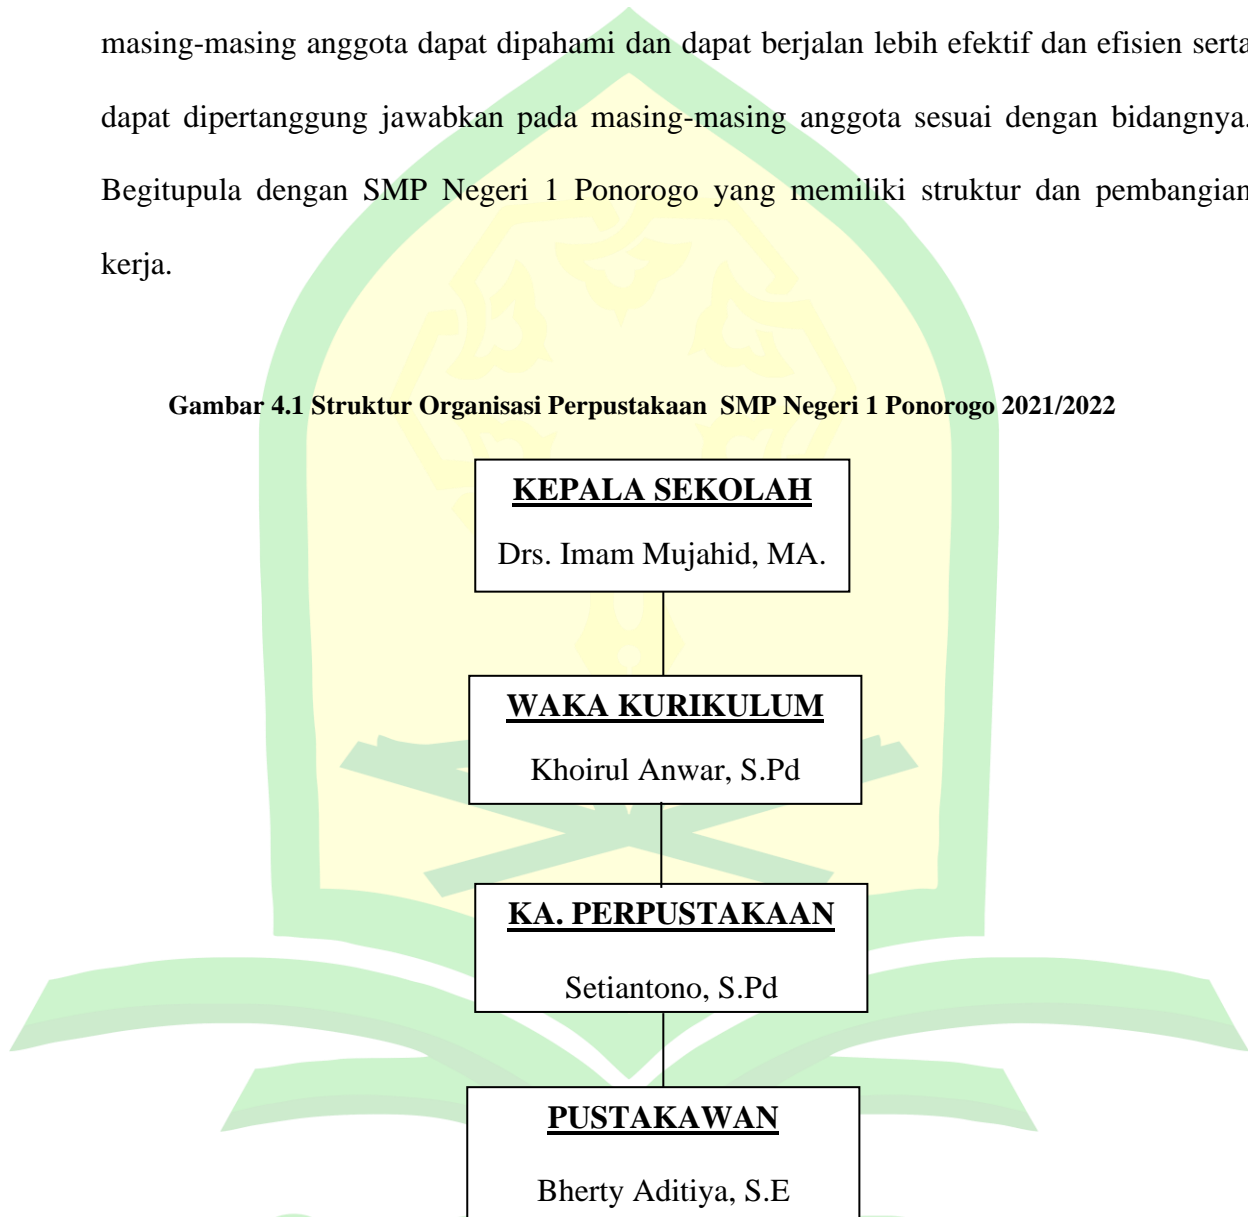 masing-masing anggota dapat dipahami dan dapat berjalan lebih efektif dan efisien serta
dapat dipertanggung jawabkan pada masing-masing anggota sesuai dengan bidangnya.
Begitupula dengan SMP Negeri 1 Ponorogo yang memiliki struktur dan pembangian
kerja.
Gambar 4.1 Struktur Organisasi Perpustakaan SMP Negeri 1 Ponorogo 2021/2022
KEPALA SEKOLAH
Drs. Imam Mujahid, MA.
WAKA KURIKULUM
Khoirul Anwar, S.Pd
KA. PERPUSTAKAAN
Setiantono, S.Pd
PUSTAKAWAN
Bherty Aditiya, S.E